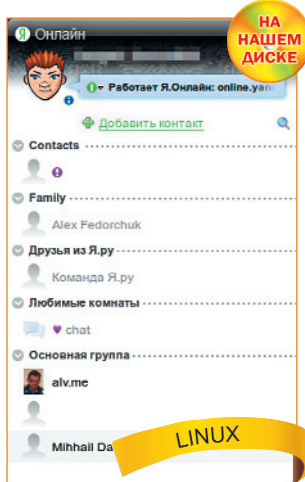 Я Онлайн
НА
НАШЕМ
ДИСКЕ
Работает Я.Онлайн: online.yan
Добавить контакт
Contacts
Family
Alex Fedorchuk
Друзья из Я.ру
Команда Я.ру
Любимые комнаты
chat
Основная группа
alv.me
Mihhail Da
LINUX